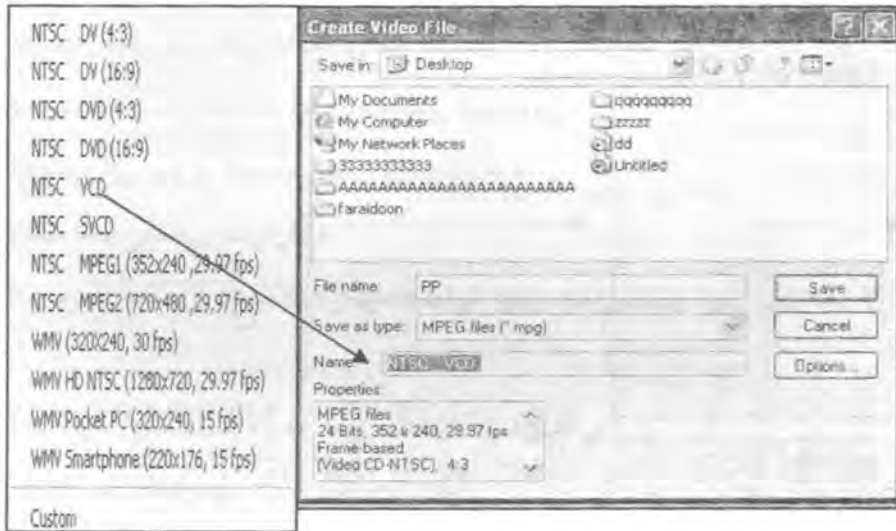 NTSC DV (4:3)
NTSC DV (16:9)
NTSC DVD (4:3)
NTSC DVD (16:9)
NTSC VCD
NTSC SVCD
NTSC MPEG1 (352x240 ,29.97 fps)
NTSC MPEG2 (720x480 ,29.97 fps)
WMV (320X240, 30 fps)
WMV HD NTSC (1280x720, 29.97 fps)
WMV Pocket PC (320x240, 15 fps)
WMV Smartphone (220x176, 15 fps)
Custom
Create Video File
Save in: Desktop
My Documents
My Computer
My Network Places
33333333333
AAAAAAAAAAAAAAAAAAAAAAAA
faraidoon
qqqqqqqqq
zzzzz
dd
Untitled
File name: PP
Save
Save as type: MPEG files (*.mpg)
Cancel
Name: NTSC VCD
Options...
Properties:
MPEG files
24 Bits, 352 x 240, 29.97 fps
Frame-based
(Video CD-NTSC), 4:3